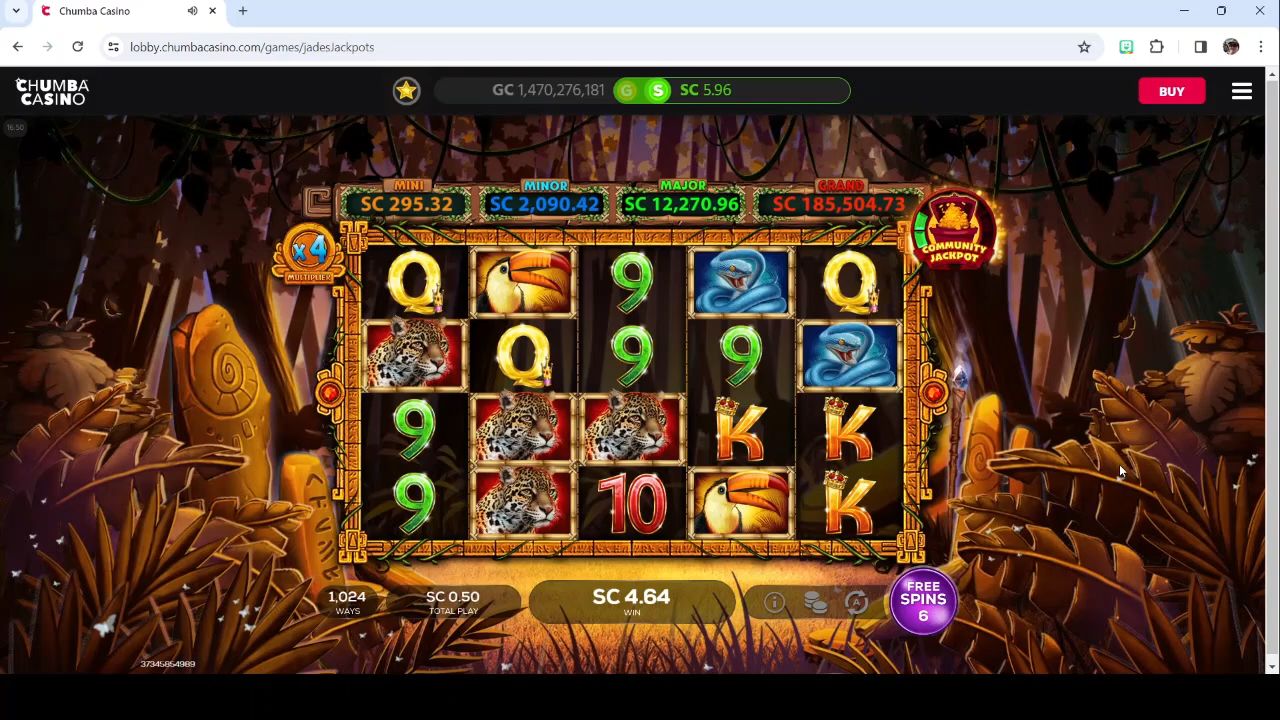 Chumba Casino
lobby.chumbacasino.com/games/jadesJackpots
CHUMBA CASINO
GC 1,470,276,181 G S SC 5.96
BUY
16:50
MINI MINOR MAJOR GRAND
SC 295.32 SC 2,090.42 SC 12,270.96 SC 185,504.73
x4
MULTIPLIER
COMMUNITY JACKPOT
Q 9 Q
Q 9 9
9 K K
9 10 K
1,024 SC 0.50 SC 4.64
WAYS TOTAL PLAY WIN
FREE SPINS 6
37345854989